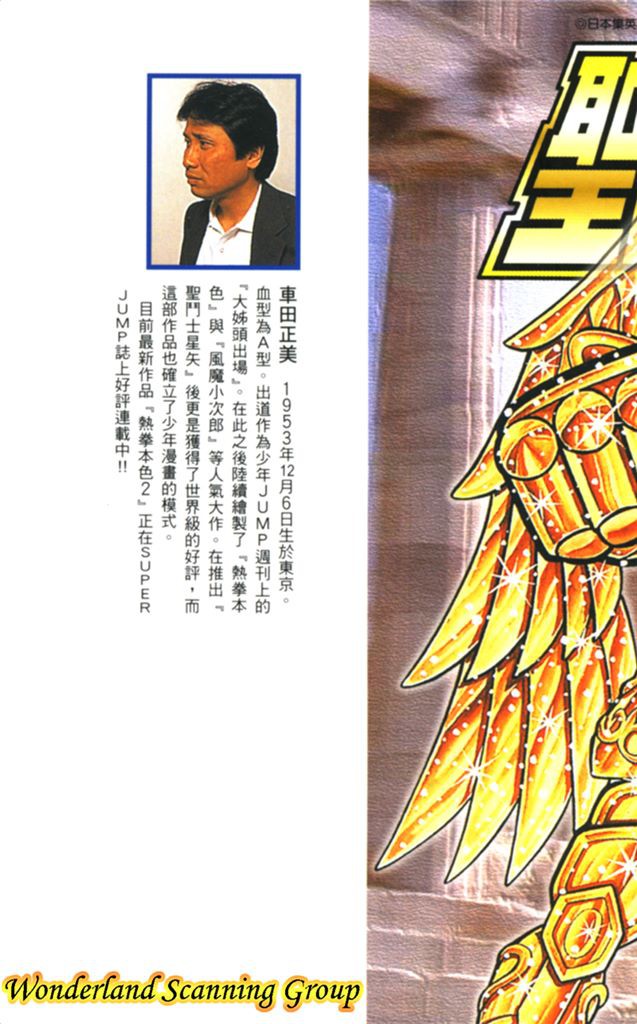 ©日本集英
聖
王
車田正美　1953年12月6日生於東京。
血型為A型。出道作為少年JUMP週刊上的
『大姊頭出場』。在此之後陸續繪製了『熱拳本
色』與『風魔小次郎』等人氣大作。在推出『
聖鬥士星矢』後更是獲得了世界級的好評，而
這部作品也確立了少年漫畫的模式。
目前最新作品『熱拳本色2』正在SUPER
JUMP誌上好評連載中!!
Wonderland Scanning Group